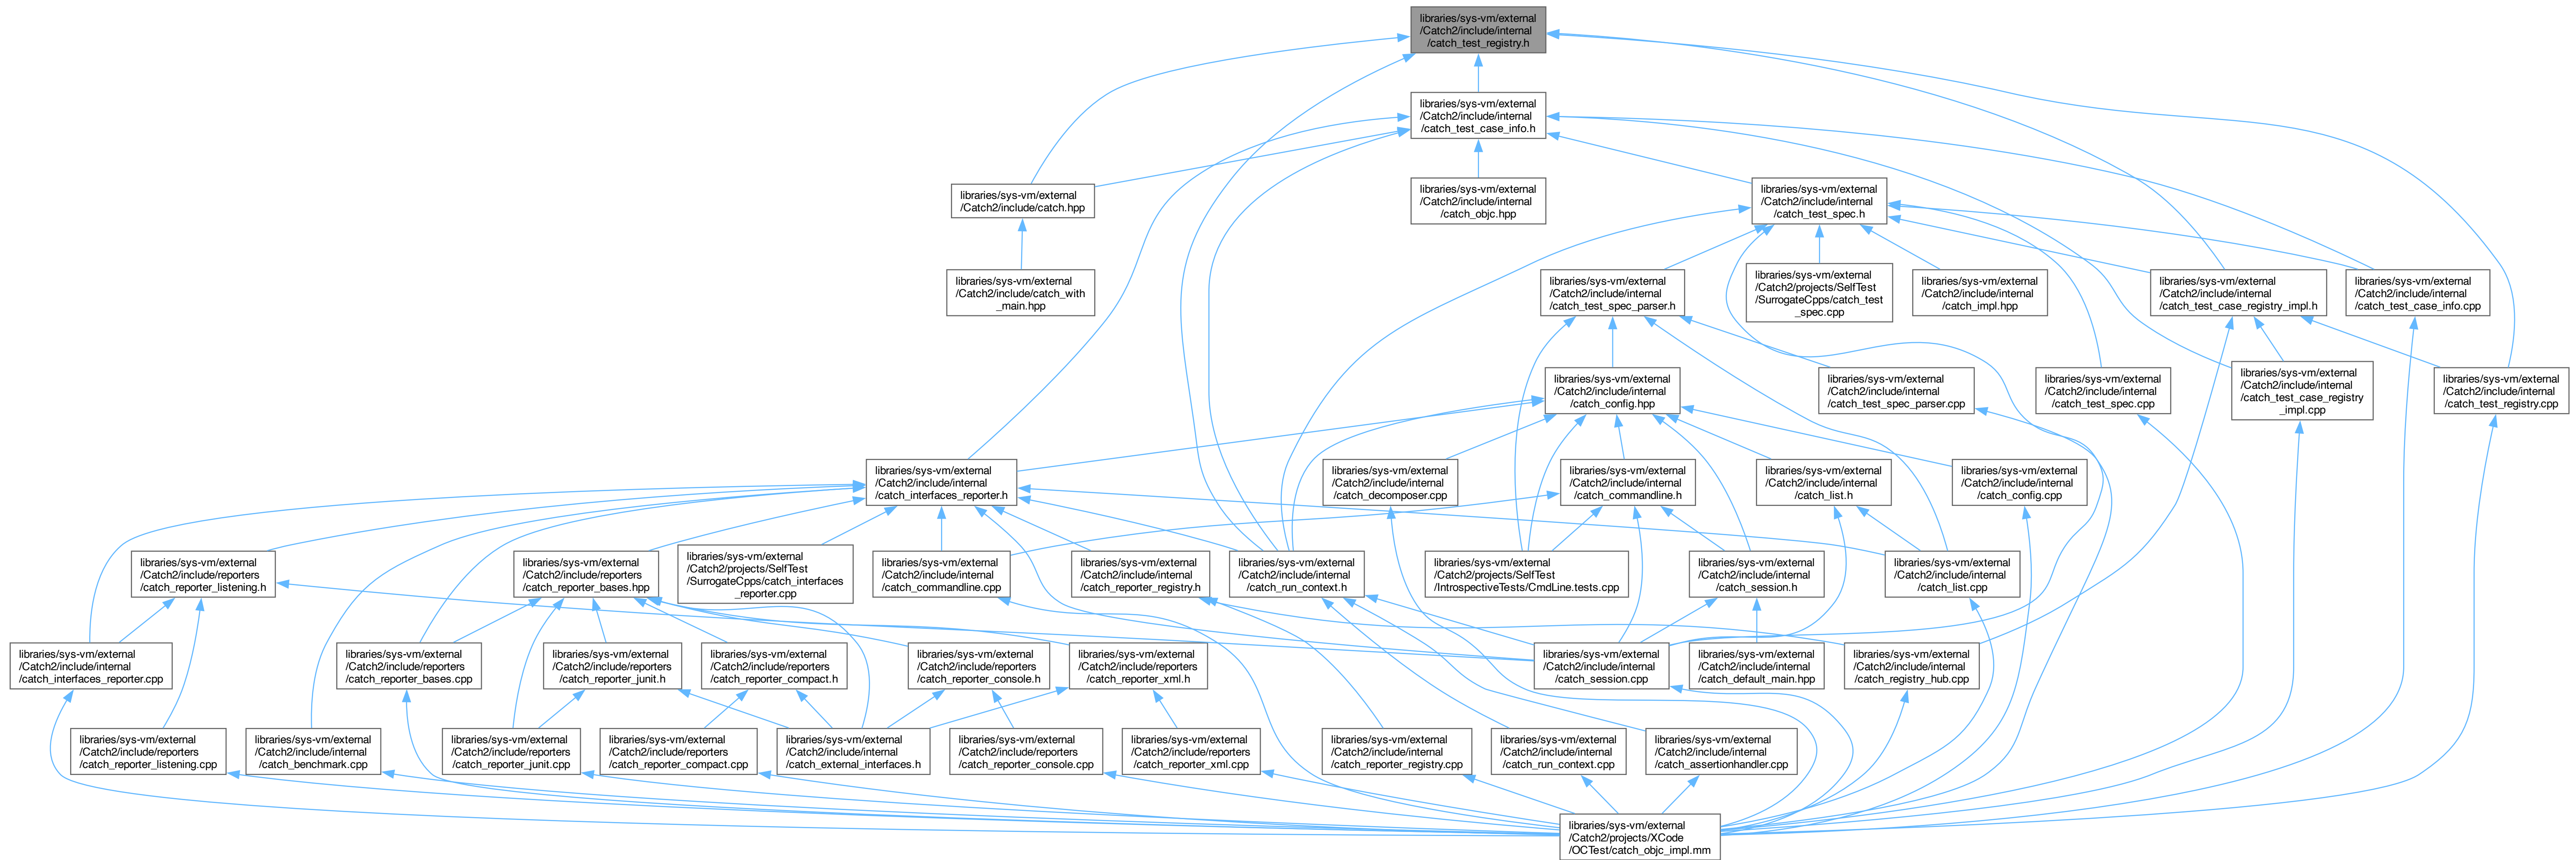 libraries/sys-vm/external
/Catch2/include/internal
/catch_test_registry.h
libraries/sys-vm/external
/Catch2/include/internal
/catch_test_case_info.h
libraries/sys-vm/external
/Catch2/include/catch.hpp
libraries/sys-vm/external
/Catch2/include/internal
/catch_objc.hpp
libraries/sys-vm/external
/Catch2/include/internal
/catch_test_spec.h
libraries/sys-vm/external
/Catch2/include/catch_with
_main.hpp
libraries/sys-vm/external
/Catch2/include/internal
/catch_test_spec_parser.h
libraries/sys-vm/external
/Catch2/projects/SelfTest
/SurrogateCpps/catch_test
_spec.cpp
libraries/sys-vm/external
/Catch2/include/internal
/catch_impl.hpp
libraries/sys-vm/external
/Catch2/include/internal
/catch_test_case_registry_impl.h
libraries/sys-vm/external
/Catch2/include/internal
/catch_test_case_info.cpp
libraries/sys-vm/external
/Catch2/include/internal
/catch_config.hpp
libraries/sys-vm/external
/Catch2/include/internal
/catch_test_spec_parser.cpp
libraries/sys-vm/external
/Catch2/include/internal
/catch_test_spec.cpp
libraries/sys-vm/external
/Catch2/include/internal
/catch_test_case_registry
_impl.cpp
libraries/sys-vm/external
/Catch2/include/internal
/catch_test_registry.cpp
libraries/sys-vm/external
/Catch2/include/internal
/catch_interfaces_reporter.h
libraries/sys-vm/external
/Catch2/include/internal
/catch_decomposer.cpp
libraries/sys-vm/external
/Catch2/include/internal
/catch_commandline.h
libraries/sys-vm/external
/Catch2/include/internal
/catch_list.h
libraries/sys-vm/external
/Catch2/include/internal
/catch_config.cpp
libraries/sys-vm/external
/Catch2/include/reporters
/catch_reporter_listening.h
libraries/sys-vm/external
/Catch2/include/reporters
/catch_reporter_bases.hpp
libraries/sys-vm/external
/Catch2/projects/SelfTest
/SurrogateCpps/catch_interfaces
_reporter.cpp
libraries/sys-vm/external
/Catch2/include/internal
/catch_commandline.cpp
libraries/sys-vm/external
/Catch2/include/internal
/catch_reporter_registry.h
libraries/sys-vm/external
/Catch2/include/internal
/catch_run_context.h
libraries/sys-vm/external
/Catch2/projects/SelfTest
/IntrospectiveTests/CmdLine.tests.cpp
libraries/sys-vm/external
/Catch2/include/internal
/catch_session.h
libraries/sys-vm/external
/Catch2/include/internal
/catch_list.cpp
libraries/sys-vm/external
/Catch2/include/internal
/catch_interfaces_reporter.cpp
libraries/sys-vm/external
/Catch2/include/reporters
/catch_reporter_bases.cpp
libraries/sys-vm/external
/Catch2/include/reporters
/catch_reporter_junit.h
libraries/sys-vm/external
/Catch2/include/reporters
/catch_reporter_compact.h
libraries/sys-vm/external
/Catch2/include/reporters
/catch_reporter_console.h
libraries/sys-vm/external
/Catch2/include/reporters
/catch_reporter_xml.h
libraries/sys-vm/external
/Catch2/include/internal
/catch_session.cpp
libraries/sys-vm/external
/Catch2/include/internal
/catch_default_main.hpp
libraries/sys-vm/external
/Catch2/include/internal
/catch_registry_hub.cpp
libraries/sys-vm/external
/Catch2/include/reporters
/catch_reporter_listening.cpp
libraries/sys-vm/external
/Catch2/include/internal
/catch_benchmark.cpp
libraries/sys-vm/external
/Catch2/include/reporters
/catch_reporter_junit.cpp
libraries/sys-vm/external
/Catch2/include/reporters
/catch_reporter_compact.cpp
libraries/sys-vm/external
/Catch2/include/internal
/catch_external_interfaces.h
libraries/sys-vm/external
/Catch2/include/reporters
/catch_reporter_console.cpp
libraries/sys-vm/external
/Catch2/include/reporters
/catch_reporter_xml.cpp
libraries/sys-vm/external
/Catch2/include/internal
/catch_reporter_registry.cpp
libraries/sys-vm/external
/Catch2/include/internal
/catch_run_context.cpp
libraries/sys-vm/external
/Catch2/include/internal
/catch_assertionhandler.cpp
libraries/sys-vm/external
/Catch2/projects/XCode
/OCTest/catch_objc_impl.mm